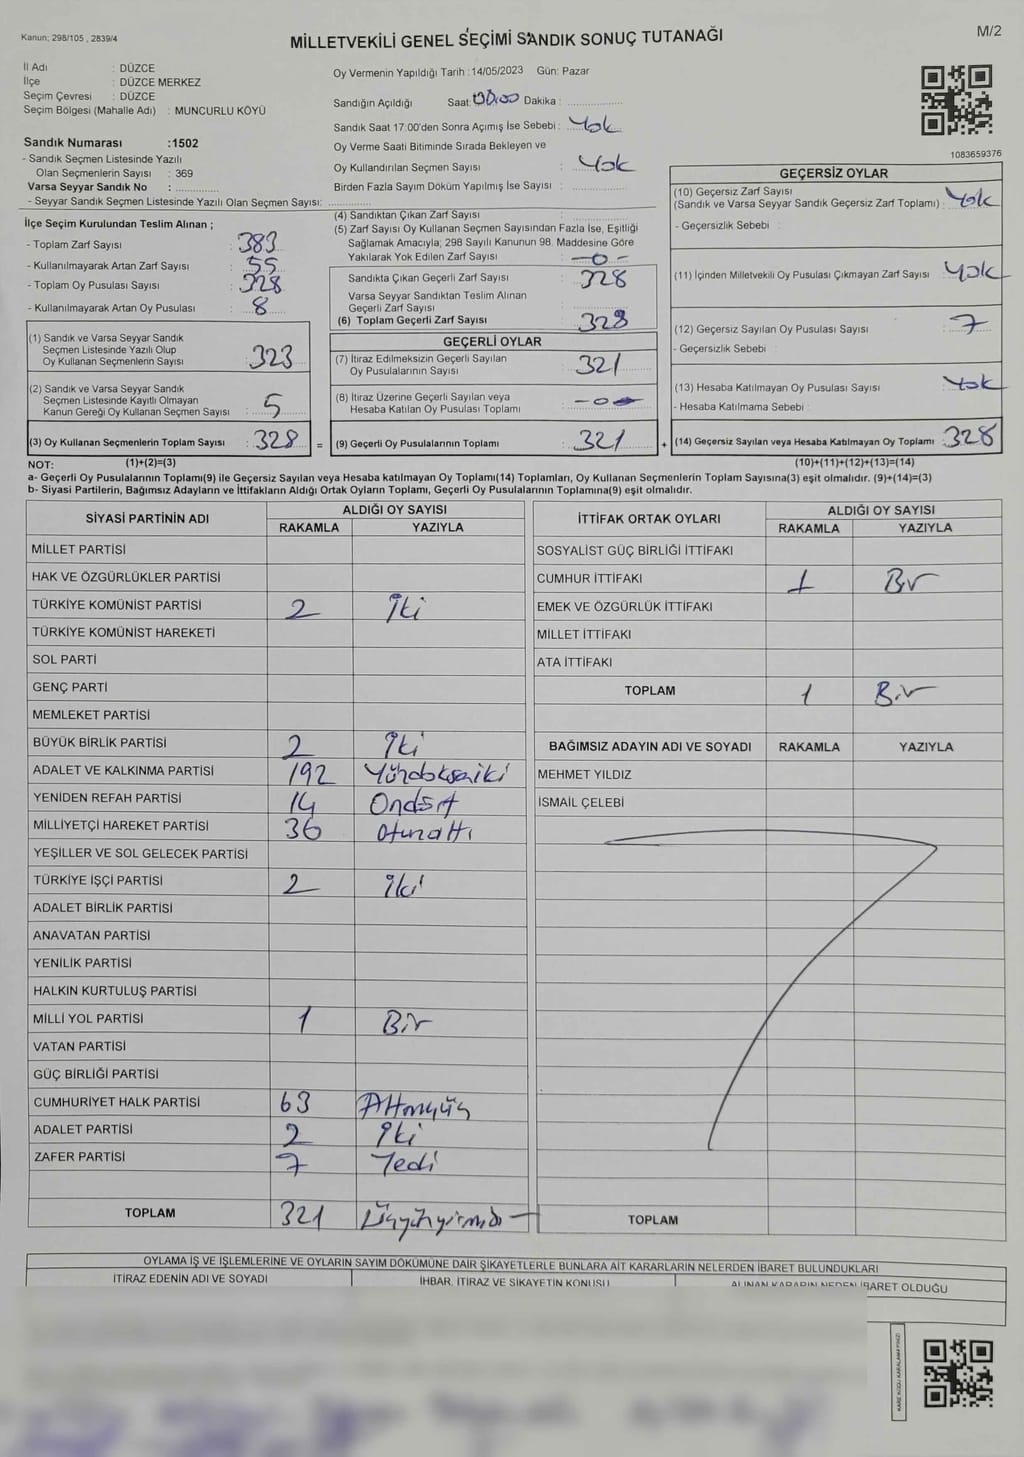 Kanun; 298/105 , 2839/4
MİLLETVEKİLİ GENEL SEÇİMİ SANDIK SONUÇ TUTANAĞI
M/2
İl Adı : DÜZCE
İlçe : DÜZCE MERKEZ
Seçim Çevresi : DÜZCE
Seçim Bölgesi (Mahalle Adı) : MUNCURLU KÖYÜ
Sandık Numarası :1502
- Sandık Seçmen Listesinde Yazılı
Olan Seçmenlerin Sayısı : 369
Varsa Seyyar Sandık No : ............
- Seyyar Sandık Seçmen Listesinde Yazılı Olan Seçmen Sayısı: ............
Oy Vermenin Yapıldığı Tarih :14/05/2023 Gün: Pazar
Sandığın Açıldığı Saat: 08:00 Dakika : ............
Sandık Saat 17:00'den Sonra Açımış İse Sebebi : Yok
Oy Verme Saati Bitiminde Sırada Bekleyen ve
Oy Kullandırılan Seçmen Sayısı : Yok
Birden Fazla Sayım Döküm Yapılmış İse Sayısı : ............
1083659376
İlçe Seçim Kurulundan Teslim Alınan ;
- Toplam Zarf Sayısı : 383
- Kullanılmayarak Artan Zarf Sayısı : 55
- Toplam Oy Pusulası Sayısı : 328
- Kullanılmayarak Artan Oy Pusulası : 8
(1) Sandık ve Varsa Seyyar Sandık
Seçmen Listesinde Yazılı Olup
Oy Kullanan Seçmenlerin Sayısı : 323
(2) Sandık ve Varsa Seyyar Sandık
Seçmen Listesinde Kayıtlı Olmayan
Kanun Gereği Oy Kullanan Seçmen Sayısı : 5
(3) Oy Kullanan Seçmenlerin Toplam Sayısı : 328
(4) Sandıktan Çıkan Zarf Sayısı : ............
(5) Zarf Sayısı Oy Kullanan Seçmen Sayısından Fazla İse, Eşitliği
Sağlamak Amacıyla; 298 Sayılı Kanunun 98. Maddesine Göre
Yakılarak Yok Edilen Zarf Sayısı : -0-
Sandıkta Çıkan Geçerli Zarf Sayısı : 328
Varsa Seyyar Sandıktan Teslim Alınan
Geçerli Zarf Sayısı :
(6) Toplam Geçerli Zarf Sayısı : 328
GEÇERLİ OYLAR
(7) İtiraz Edilmeksizin Geçerli Sayılan
Oy Pusulalarının Sayısı : 321
(8) İtiraz Üzerine Geçerli Sayılan veya
Hesaba Katılan Oy Pusulası Toplamı : -0-
= (9) Geçerli Oy Pusulalarının Toplamı : 321
GEÇERSİZ OYLAR
(10) Geçersiz Zarf Sayısı
(Sandık ve Varsa Seyyar Sandık Geçersiz Zarf Toplamı) : Yok
- Geçersizlik Sebebi :
(11) İçinden Milletvekili Oy Pusulası Çıkmayan Zarf Sayısı : Yok
(12) Geçersiz Sayılan Oy Pusulası Sayısı : 7
- Geçersizlik Sebebi :
(13) Hesaba Katılmayan Oy Pusulası Sayısı : Yok
- Hesaba Katılmama Sebebi :
+ (14) Geçersiz Sayılan veya Hesaba Katılmayan Oy Toplamı : 328
NOT: (1)+(2)=(3)
(10)+(11)+(12)+(13)=(14)
a- Geçerli Oy Pusulalarının Toplamı(9) ile Geçersiz Sayılan veya Hesaba katılmayan Oy Toplamı(14) Toplamları, Oy Kullanan Seçmenlerin Toplam Sayısına(3) eşit olmalıdır. (9)+(14)=(3)
b- Siyasi Partilerin, Bağımsız Adayların ve İttifakların Aldığı Ortak Oyların Toplamı, Geçerli Oy Pusulalarının Toplamına(9) eşit olmalıdır.
SİYASİ PARTİNİN ADI
ALDIĞI OY SAYISI
RAKAMLA YAZIYLA
MİLLET PARTİSİ
HAK VE ÖZGÜRLÜKLER PARTİSİ
TÜRKİYE KOMÜNİST PARTİSİ 2 İki
TÜRKİYE KOMÜNİST HAREKETİ
SOL PARTİ
GENÇ PARTİ
MEMLEKET PARTİSİ
BÜYÜK BİRLİK PARTİSİ 2 İki
ADALET VE KALKINMA PARTİSİ 192 Yüzdoksaniki
YENİDEN REFAH PARTİSİ 14 Ondört
MİLLİYETÇİ HAREKET PARTİSİ 36 Otuzaltı
YEŞİLLER VE SOL GELECEK PARTİSİ
TÜRKİYE İŞÇİ PARTİSİ 2 İki
ADALET BİRLİK PARTİSİ
ANAVATAN PARTİSİ
YENİLİK PARTİSİ
HALKIN KURTULUŞ PARTİSİ
MİLLİ YOL PARTİSİ 1 Bir
VATAN PARTİSİ
GÜÇ BİRLİĞİ PARTİSİ
CUMHURİYET HALK PARTİSİ 63 Altmışüç
ADALET PARTİSİ 2 İki
ZAFER PARTİSİ 7 Yedi
TOPLAM 321
İTTİFAK ORTAK OYLARI
ALDIĞI OY SAYISI
RAKAMLA YAZIYLA
SOSYALİST GÜÇ BİRLİĞİ İTTİFAKI
CUMHUR İTTİFAKI 1 Bir
EMEK VE ÖZGÜRLÜK İTTİFAKI
MİLLET İTTİFAKI
ATA İTTİFAKI
TOPLAM 1 Bir
BAĞIMSIZ ADAYIN ADI VE SOYADI RAKAMLA YAZIYLA
MEHMET YILDIZ
İSMAİL ÇELEBİ
TOPLAM
OYLAMA İŞ VE İŞLEMLERİNE VE OYLARIN SAYIM DÖKÜMÜNE DAİR ŞİKAYETLERLE BUNLARA AİT KARARLARIN NELERDEN İBARET BULUNDUKLARI
İTİRAZ EDENİN ADI VE SOYADI
İHBAR, İTİRAZ VE ŞİKAYETİN KONUSU
ALINAN KARARIN NEDEN İBARET OLDUĞU